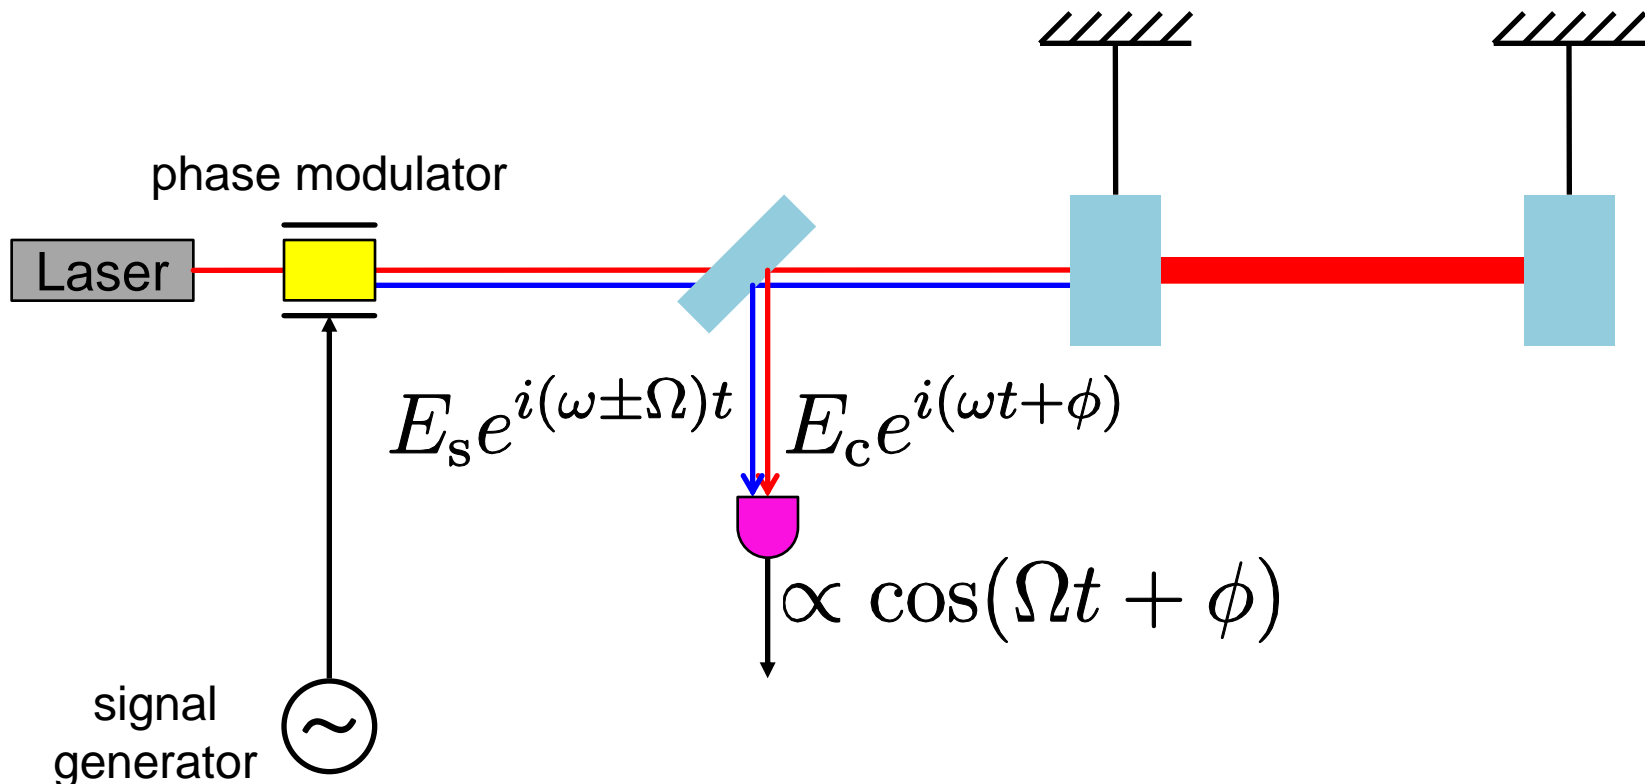 phase modulator
Laser
E_s e^{i(ω±Ω)t}
E_c e^{i(ωt+ϕ)}
∝ cos(Ωt + ϕ)
signal
generator
~